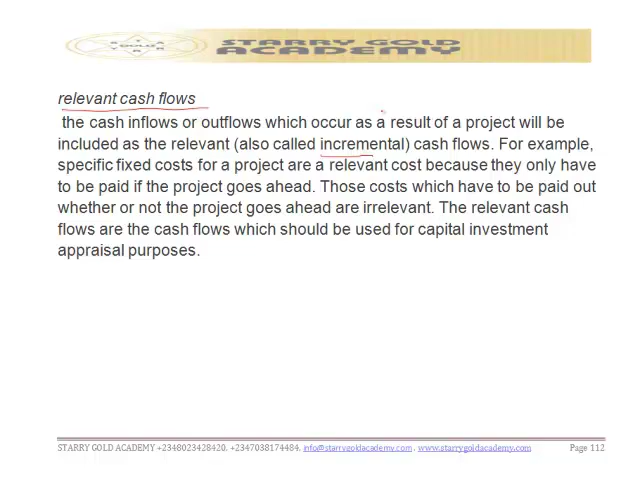 STARRY GOLD
ACADEMY
relevant cash flows
the cash inflows or outflows which occur as a result of a project will be
included as the relevant (also called incremental) cash flows. For example,
specific fixed costs for a project are a relevant cost because they only have
to be paid if the project goes ahead. Those costs which have to be paid out
whether or not the project goes ahead are irrelevant. The relevant cash
flows are the cash flows which should be used for capital investment
appraisal purposes.
STARRY GOLD ACADEMY +2348023428420, +2347038174484, info@starrygoldacademy.com , www.starrygoldacademy.com Page 112